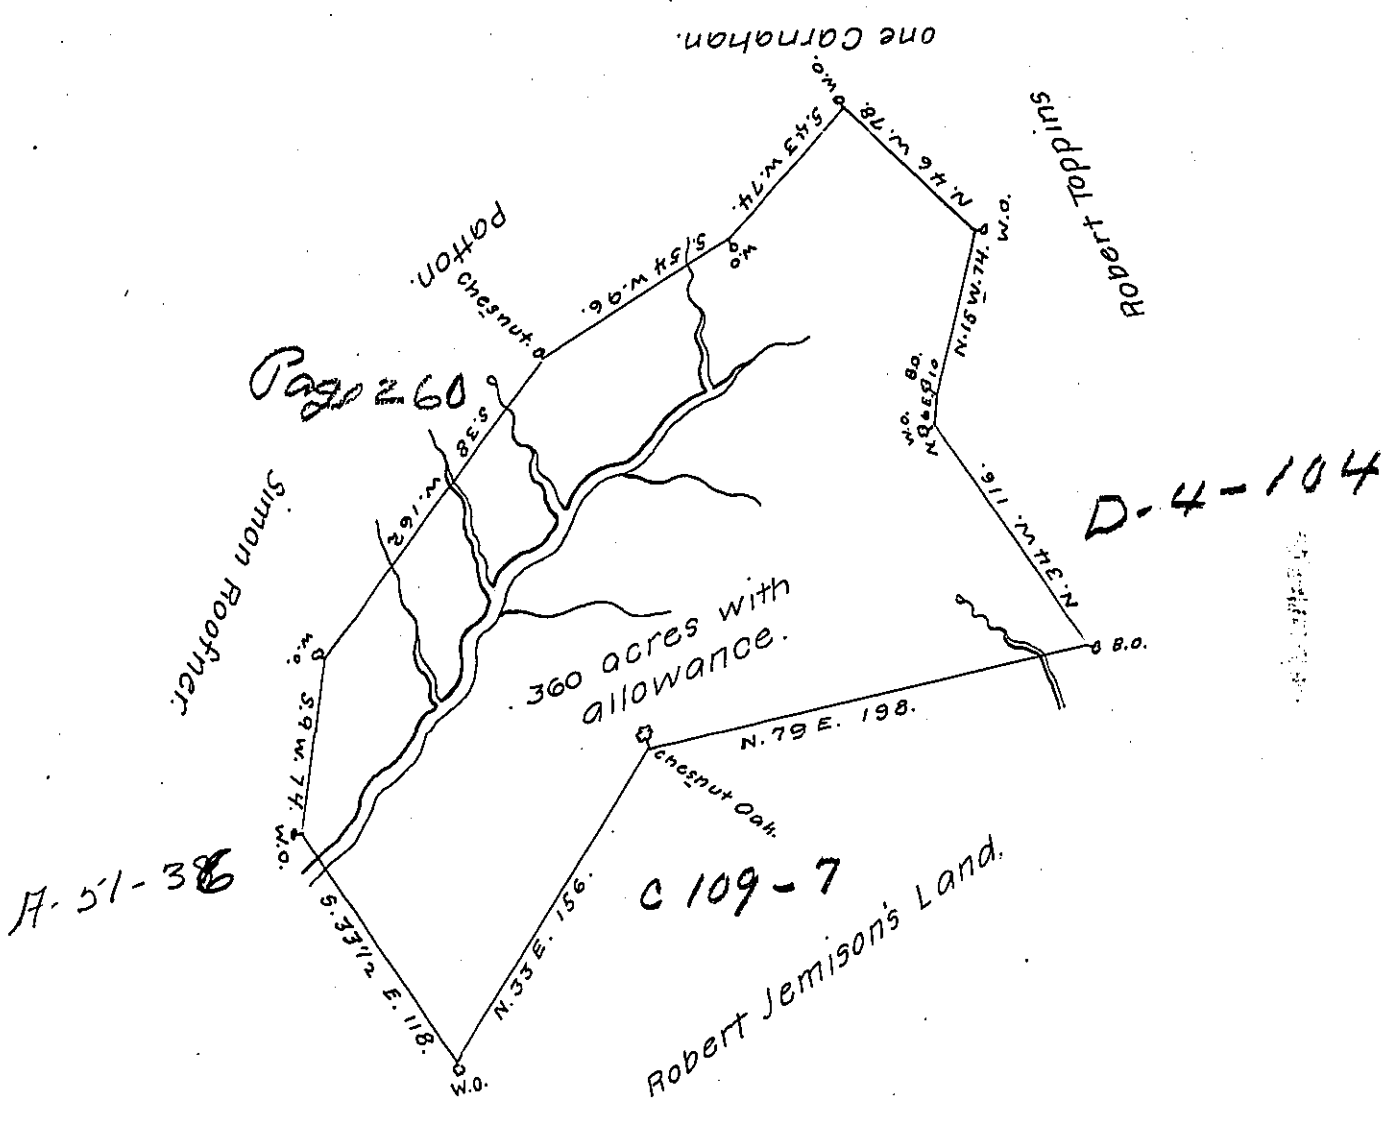 one Carnahan.
W.O.
Robert Toppins
S.43 W.74.
N.46 W.78.
W.O.
Patton.
Chesnut.
S.54 W.96.
W.O
N.15 W.74.
Page 260
B.O.
W.O.
S.38 W.162
N.34 W. 116.
D-4-104
Simon Roofner.
W.O.
360 acres with
allowance.
B.O.
N.79 E. 198.
Chesnut Oak.
S.9 W. 74.
W.O.
A-51-386
C 109-7
S.33 1/2 E. 118.
N.33 E. 156.
Robert Jemison's Land.
W.O.